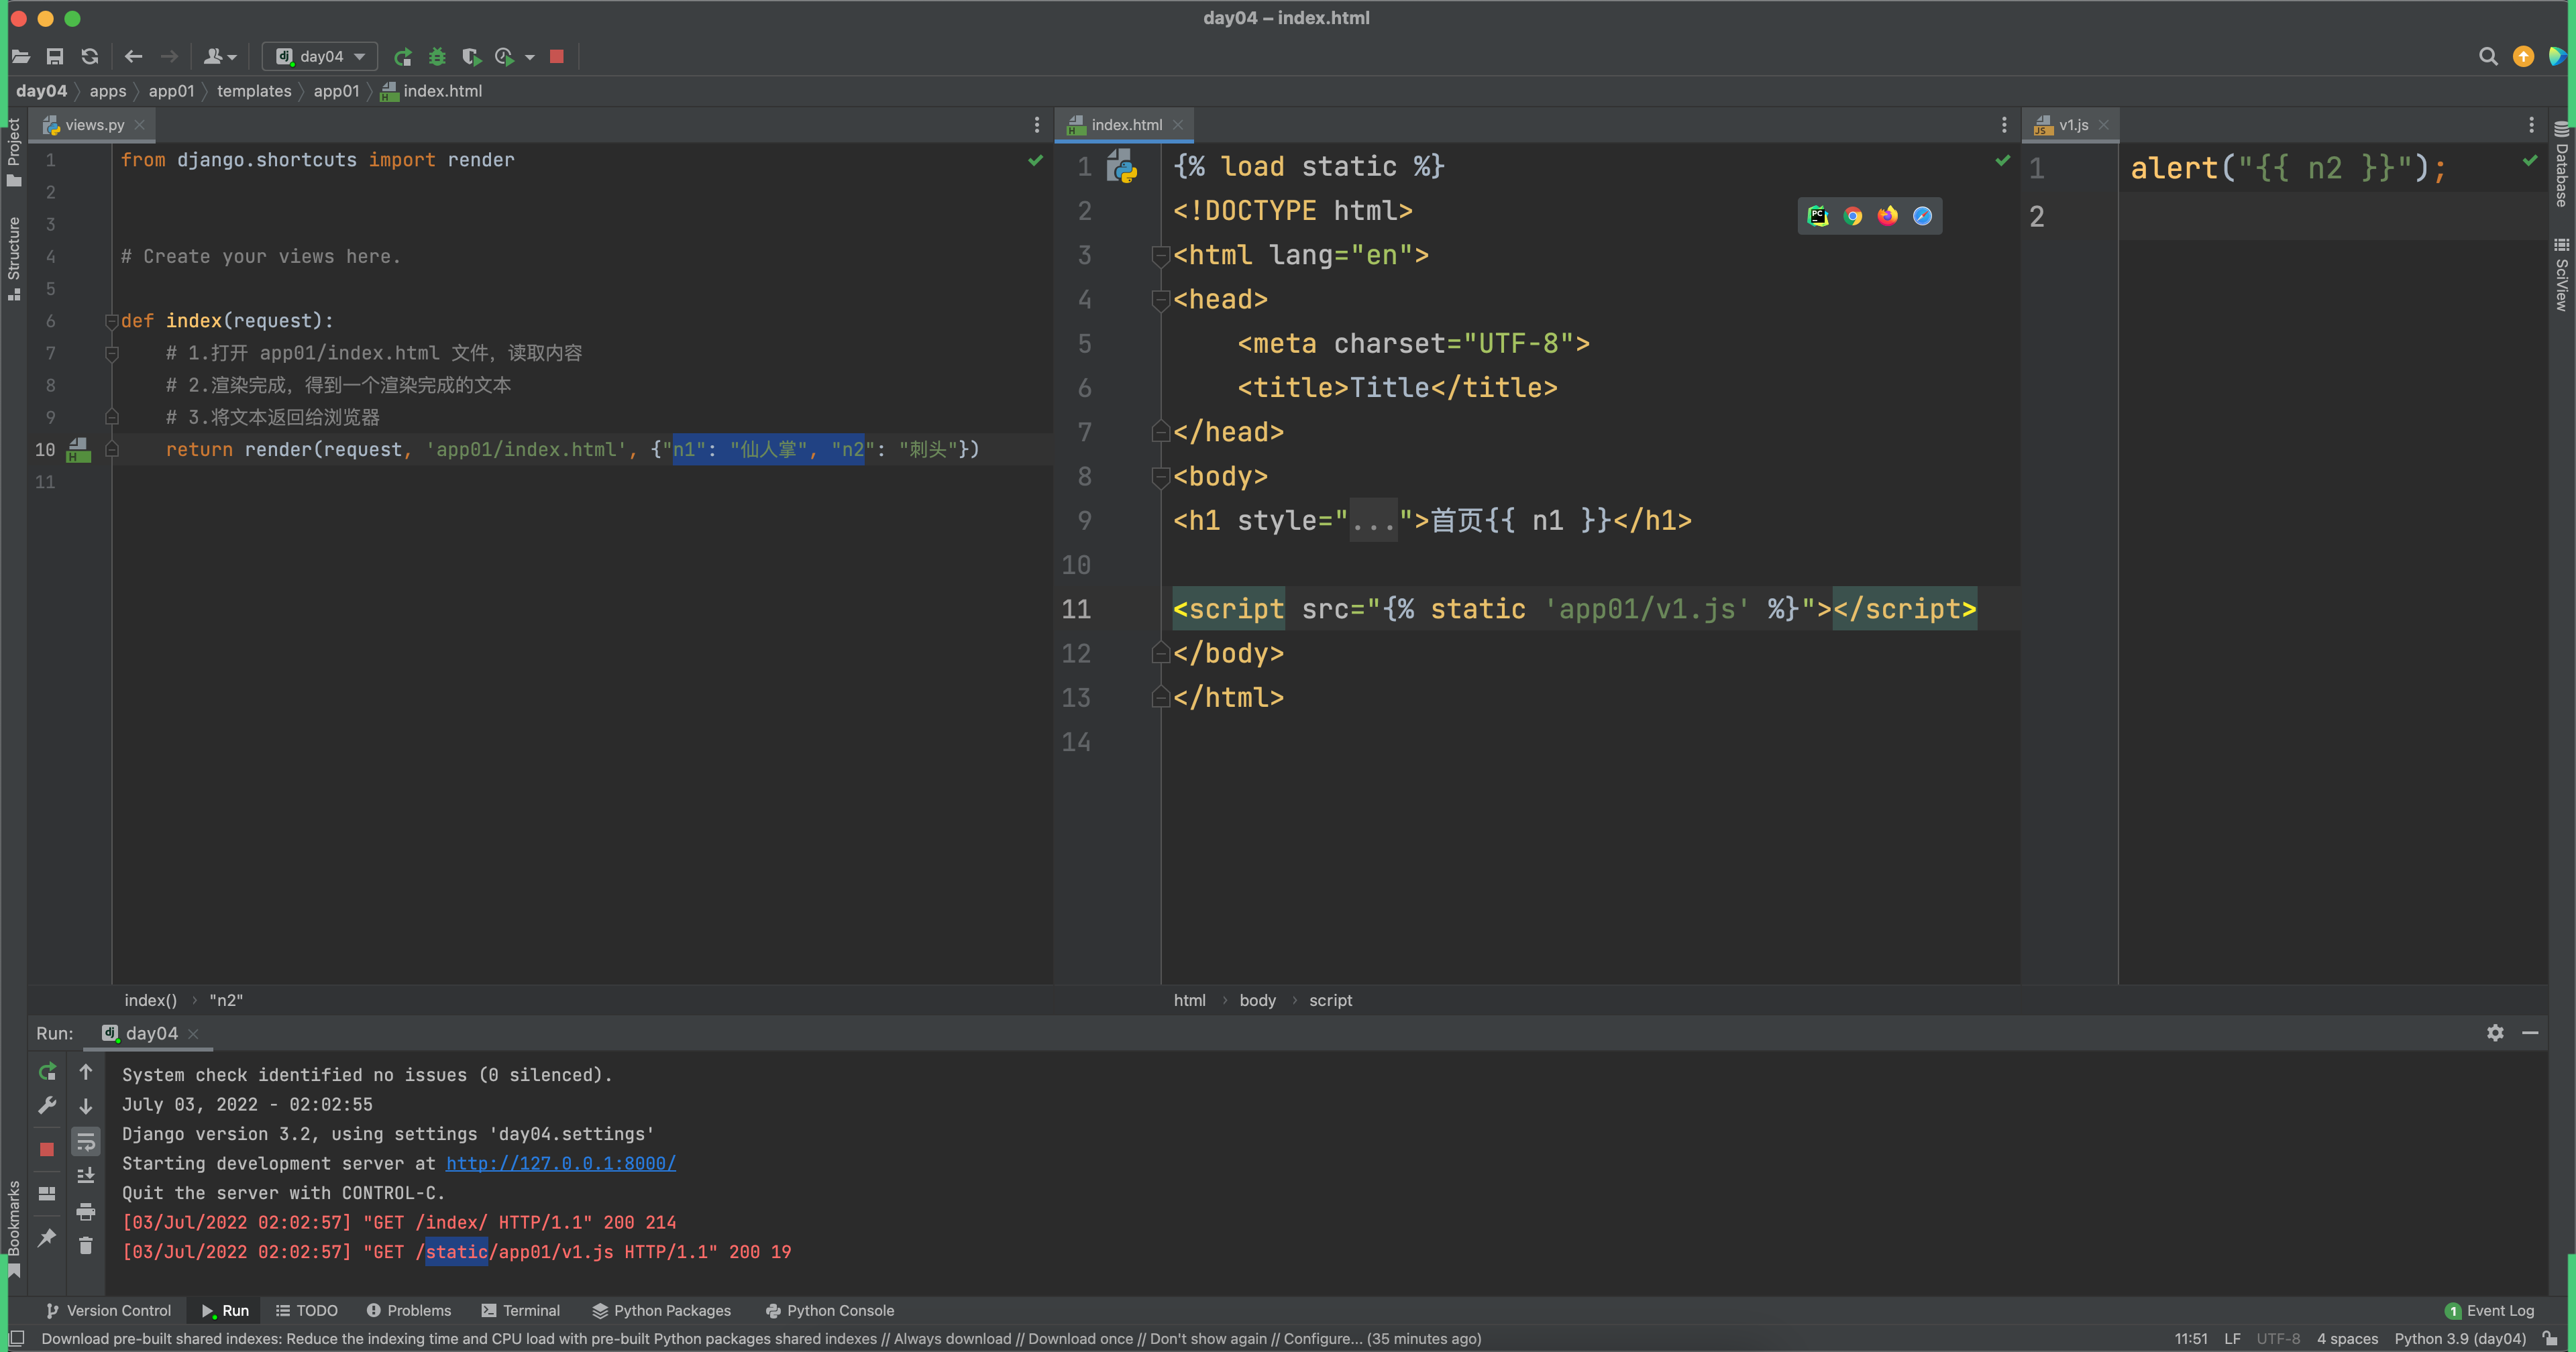 day04 – index.html
day04
day04 apps app01 templates app01 index.html
Project
Structure
Bookmarks
views.py
1 from django.shortcuts import render
2
3
4 # Create your views here.
5
6 def index(request):
7 # 1.打开 app01/index.html 文件，读取内容
8 # 2.渲染完成，得到一个渲染完成的文本
9 # 3.将文本返回给浏览器
10 return render(request, 'app01/index.html', {"n1": "仙人掌", "n2": "刺头"})
11
index() › "n2"
index.html
1 {% load static %}
2 <!DOCTYPE html>
3 <html lang="en">
4 <head>
5 <meta charset="UTF-8">
6 <title>Title</title>
7 </head>
8 <body>
9 <h1 style="...">首页{{ n1 }}</h1>
10
11 <script src="{% static 'app01/v1.js' %}"></script>
12 </body>
13 </html>
14
html › body › script
v1.js
1 alert("{{ n2 }}");
2
Database
SciView
Run: day04
System check identified no issues (0 silenced).
July 03, 2022 - 02:02:55
Django version 3.2, using settings 'day04.settings'
Starting development server at http://127.0.0.1:8000/
Quit the server with CONTROL-C.
[03/Jul/2022 02:02:57] "GET /index/ HTTP/1.1" 200 214
[03/Jul/2022 02:02:57] "GET /static/app01/v1.js HTTP/1.1" 200 19
Version Control Run TODO Problems Terminal Python Packages Python Console 1 Event Log
Download pre-built shared indexes: Reduce the indexing time and CPU load with pre-built Python packages shared indexes // Always download // Download once // Don't show again // Configure... (35 minutes ago) 11:51 LF UTF-8 4 spaces Python 3.9 (day04)